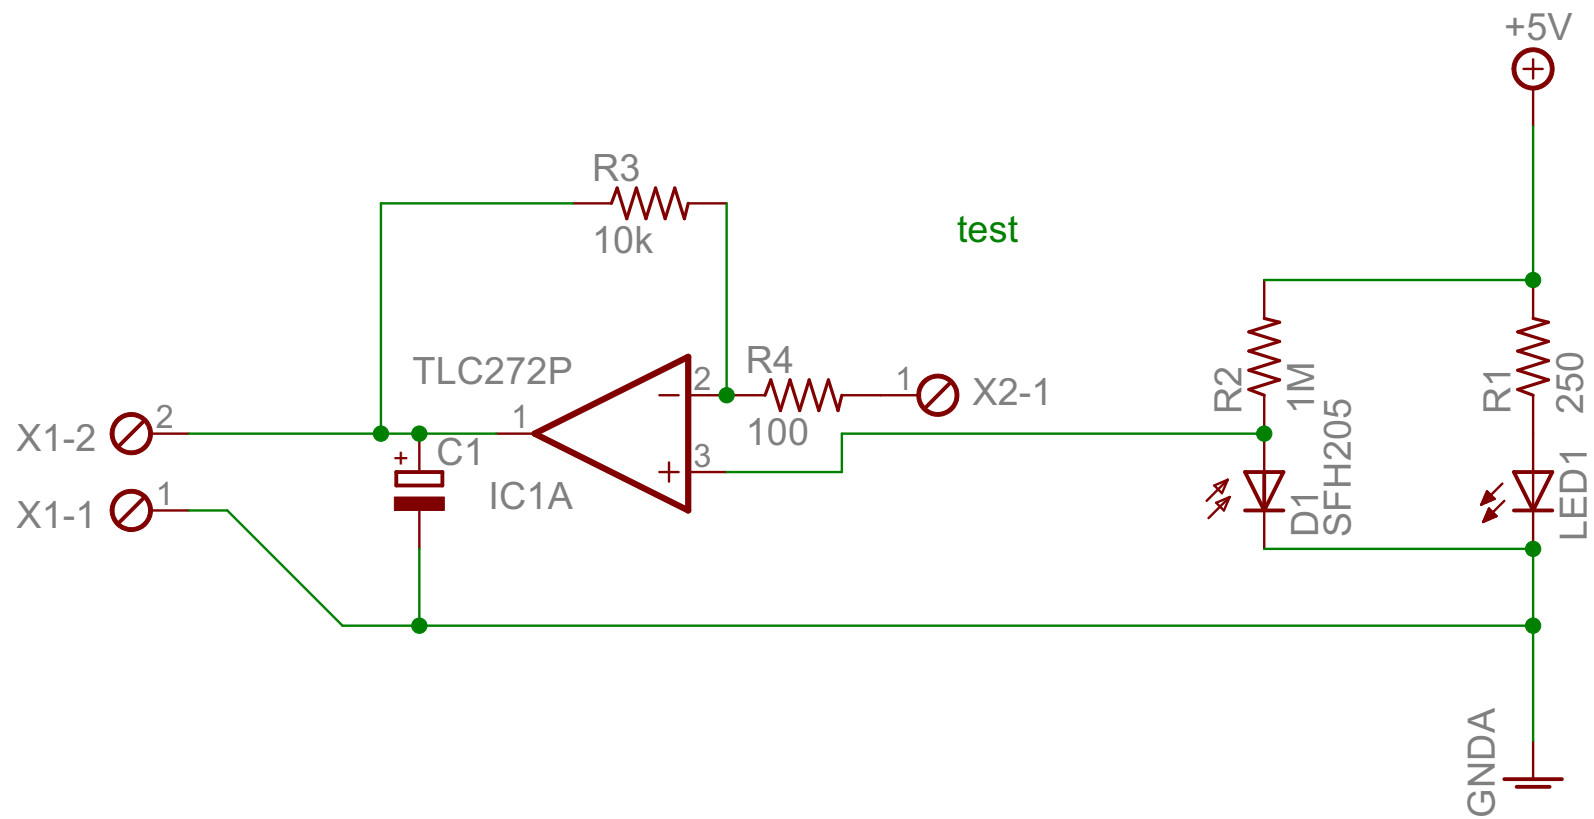 +5V
R3
10k
test
TLC272P
R4
2
1
X2-1
100
3
1
IC1A
C1
+
X1-2
2
X1-1
1
R2
1M
R1
250
D1
SFH205
LED1
GNDA